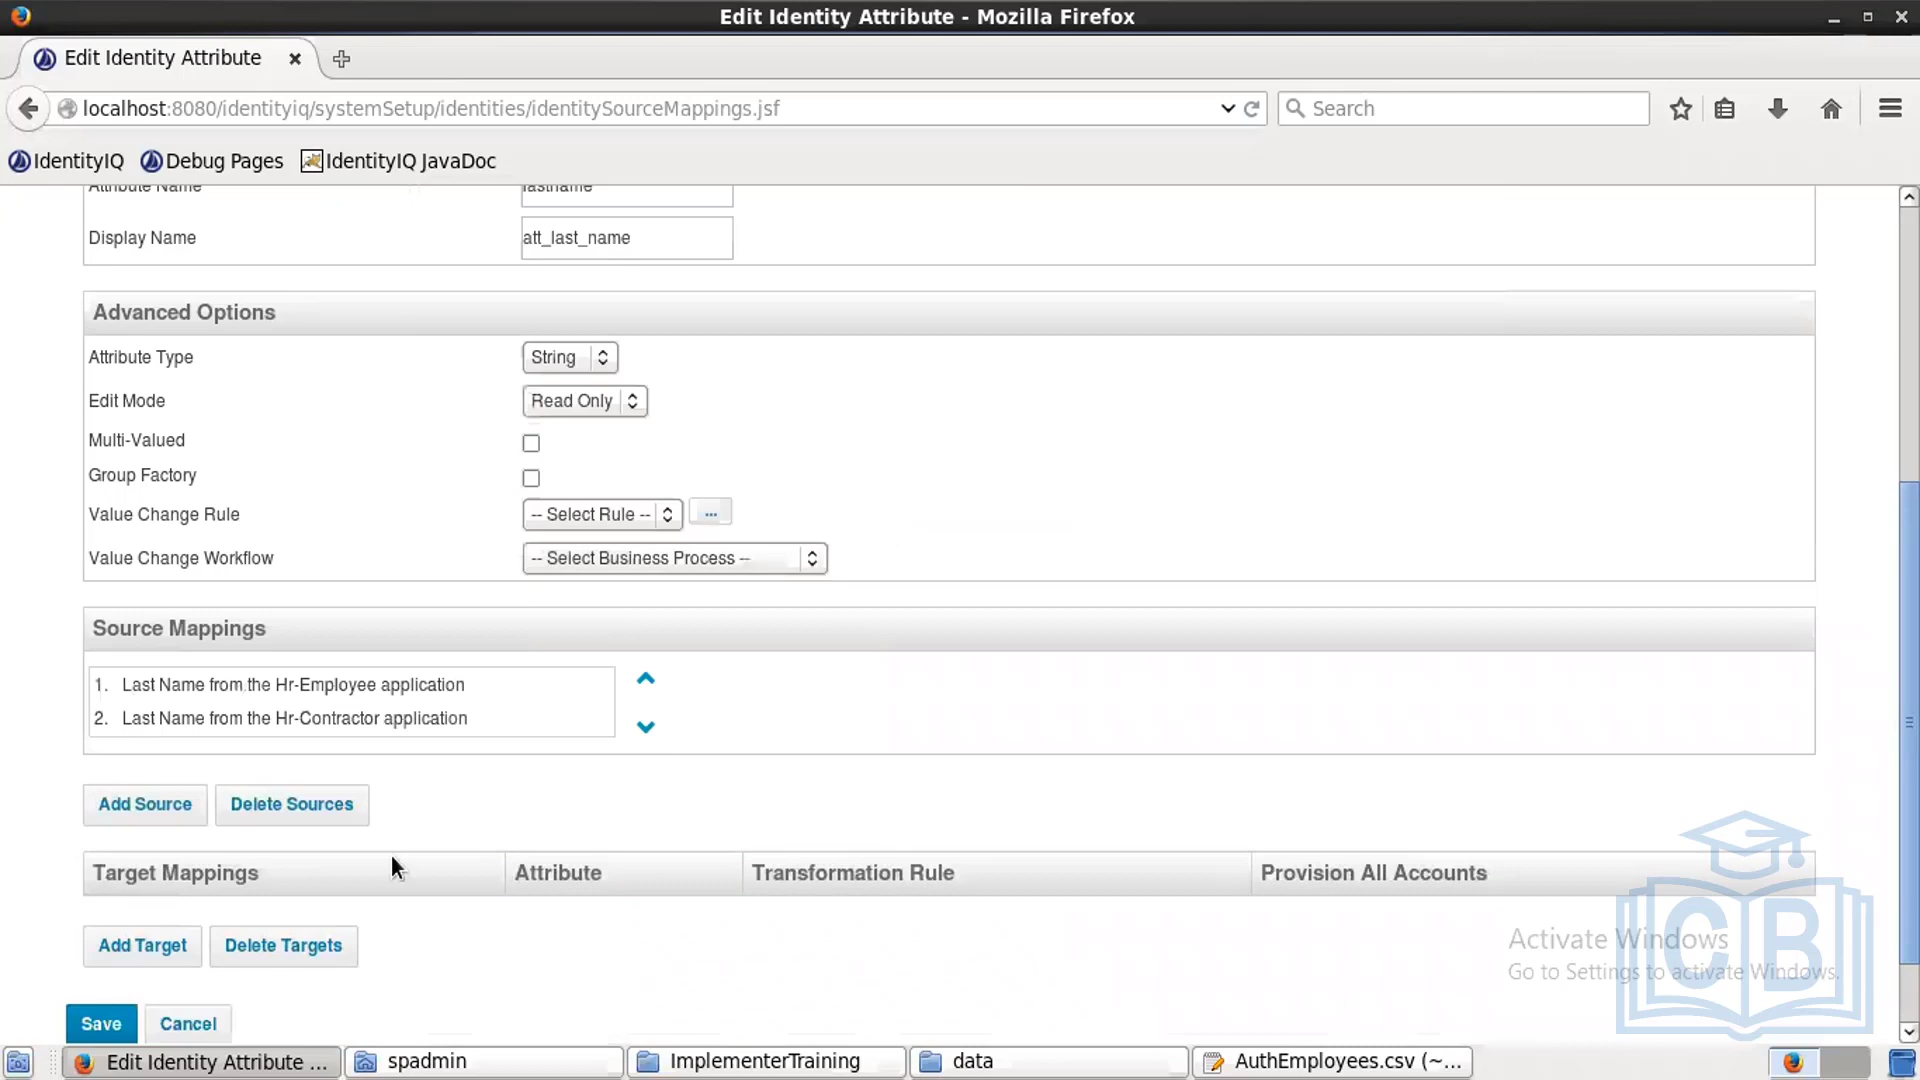 Edit Identity Attribute - Mozilla Firefox
Edit Identity Attribute
localhost:8080/identityiq/systemSetup/identities/identitySourceMappings.jsf
Search
IdentityIQ Debug Pages IdentityIQ JavaDoc
Attribute Name lastname
Display Name att_last_name
Advanced Options
Attribute Type String
Edit Mode Read Only
Multi-Valued
Group Factory
Value Change Rule -- Select Rule -- ...
Value Change Workflow -- Select Business Process --
Source Mappings
1. Last Name from the Hr-Employee application
2. Last Name from the Hr-Contractor application
Add Source Delete Sources
Target Mappings Attribute Transformation Rule Provision All Accounts
Add Target Delete Targets
Activate Windows
Go to Settings to activate Windows.
CB
Save Cancel
Edit Identity Attribute ... spadmin ImplementerTraining data AuthEmployees.csv (~...